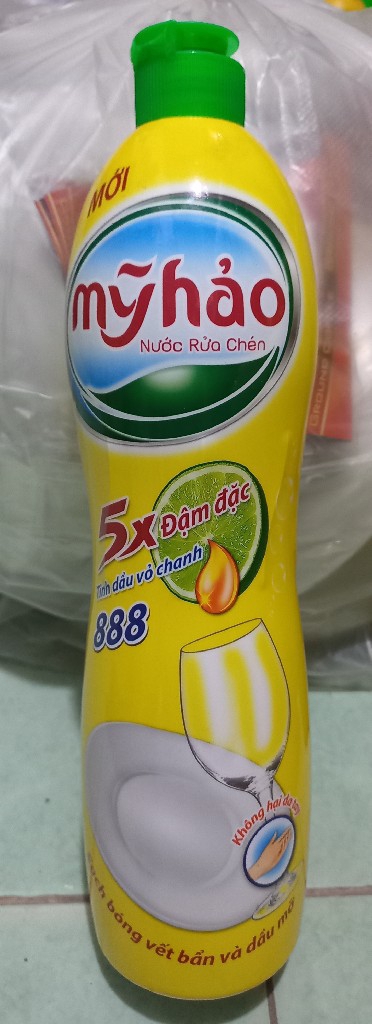 MỚI
mỹhảo
Nước Rửa Chén
5x Đậm đặc
Tinh dầu vỏ chanh
888
Không hại da tay
Sạch bóng vết bẩn và dầu mỡ